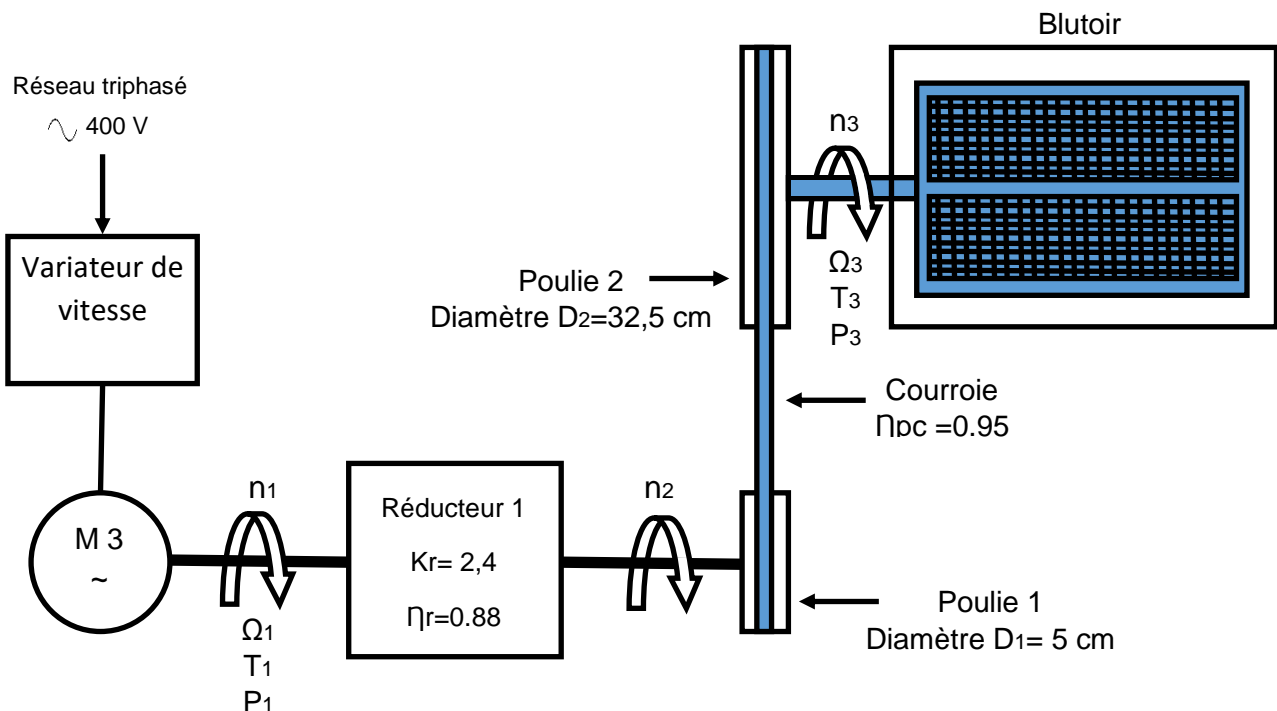 Blutoir
Réseau triphasé
400 V
Variateur de
vitesse
n3
Ω3
T3
P3
Poulie 2
Diamètre D2=32,5 cm
Courroie
Ƞpc =0.95
n1
n2
M 3
~
Réducteur 1
Kr= 2,4
Ƞr=0.88
Ω1
T1
P1
Poulie 1
Diamètre D1= 5 cm